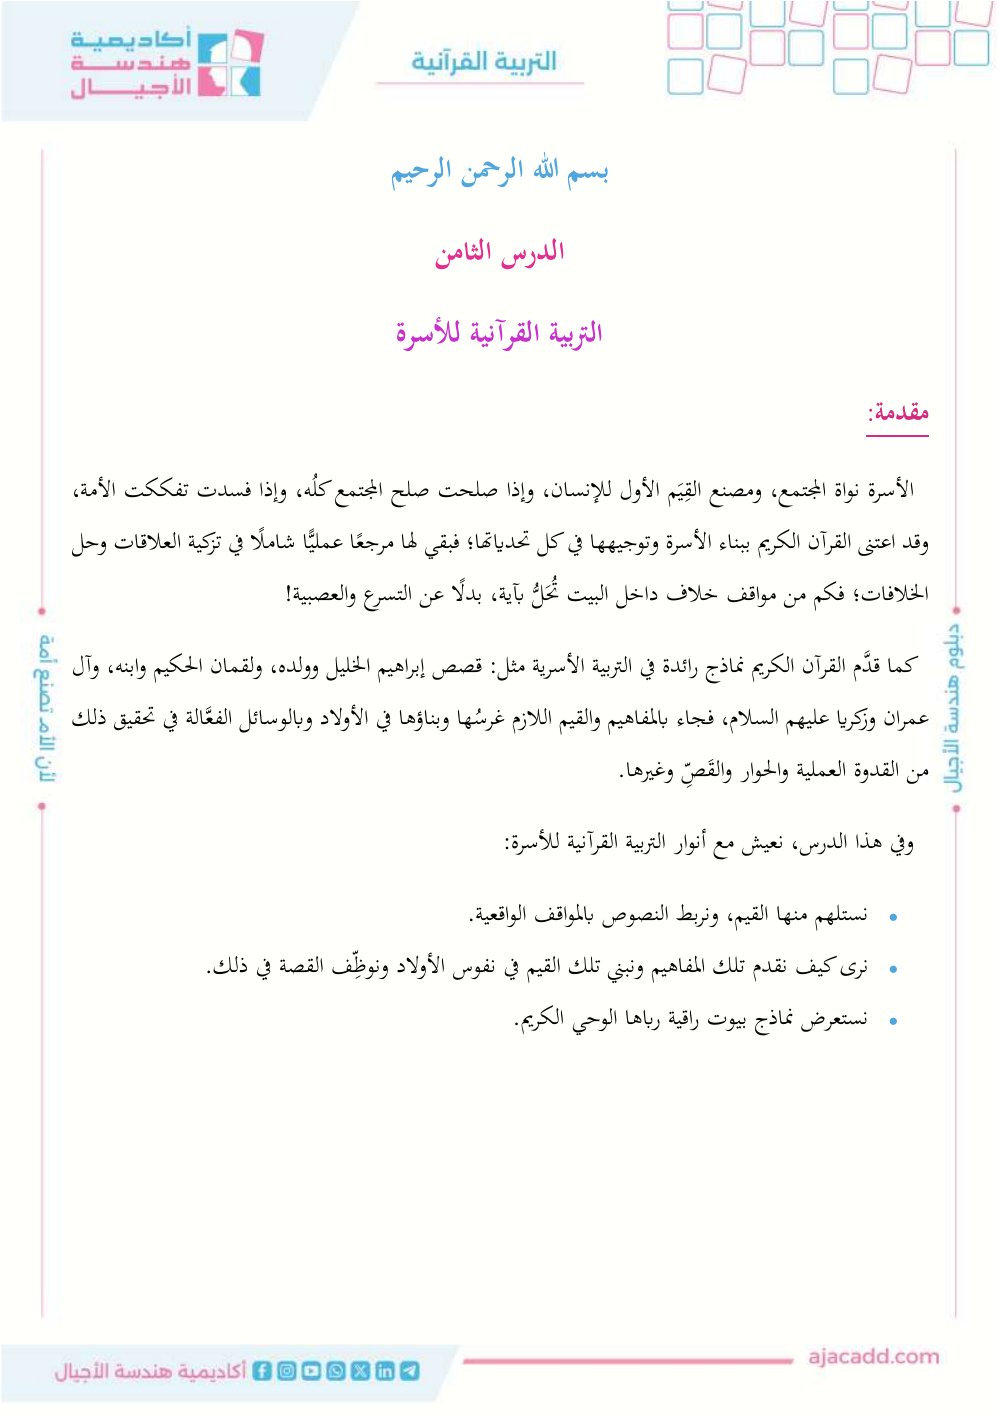 أكاديمية
هندسة
الأجيال
التربية القرآنية
بسم الله الرحمن الرحيم
الدرس الثامن
التربية القرآنية للأسرة
مقدمة:
الأسرة نواة المجتمع، ومصنع القِيَم الأول للإنسان، وإذا صلحت صلح المجتمع كلُه، وإذا فسدت تفككت الأمة،
وقد اعتنى القرآن الكريم ببناء الأسرة وتوجيهها في كل تحدياتها؛ فبقي لها مرجعًا عمليًّا شاملًا في تزكية العلاقات وحل
الخلافات؛ فكم من مواقف خلاف داخل البيت تُحَلُّ بآية، بدلًا عن التسرع والعصبية!
كما قدَّم القرآن الكريم نماذج رائدة في التربية الأسرية مثل: قصص إبراهيم الخليل وولده، ولقمان الحكيم وابنه، وآل
عمران وزكريا عليهم السلام، فجاء بالمفاهيم والقيم اللازم غرسُها وبناؤها في الأولاد وبالوسائل الفعَّالة في تحقيق ذلك
من القدوة العملية والحوار والقَصِّ وغيرها.
وفي هذا الدرس، نعيش مع أنوار التربية القرآنية للأسرة:
• نستلهم منها القيم، ونربط النصوص بالمواقف الواقعية.
• نرى كيف نقدم تلك المفاهيم ونبني تلك القيم في نفوس الأولاد ونوظِّف القصة في ذلك.
• نستعرض نماذج بيوت راقية رباها الوحي الكريم.
دبلوم هندسة الأجيال
لأن الأم تصنع أمة
أكاديمية هندسة الأجيال
ajacadd.com